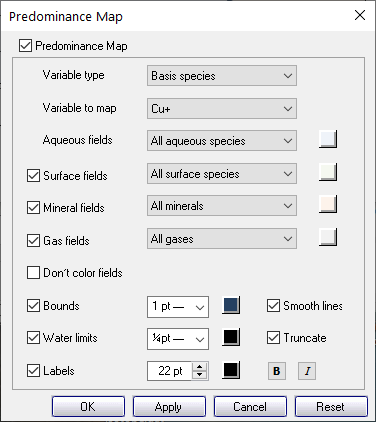 Predominance Map
Predominance Map
Variable type Basis species
Variable to map Cu+
Aqueous fields All aqueous species
Surface fields All surface species
Mineral fields All minerals
Gas fields All gases
Don't color fields
Bounds 1 pt — Smooth lines
Water limits ¼pt — Truncate
Labels 22 pt B I
OK Apply Cancel Reset